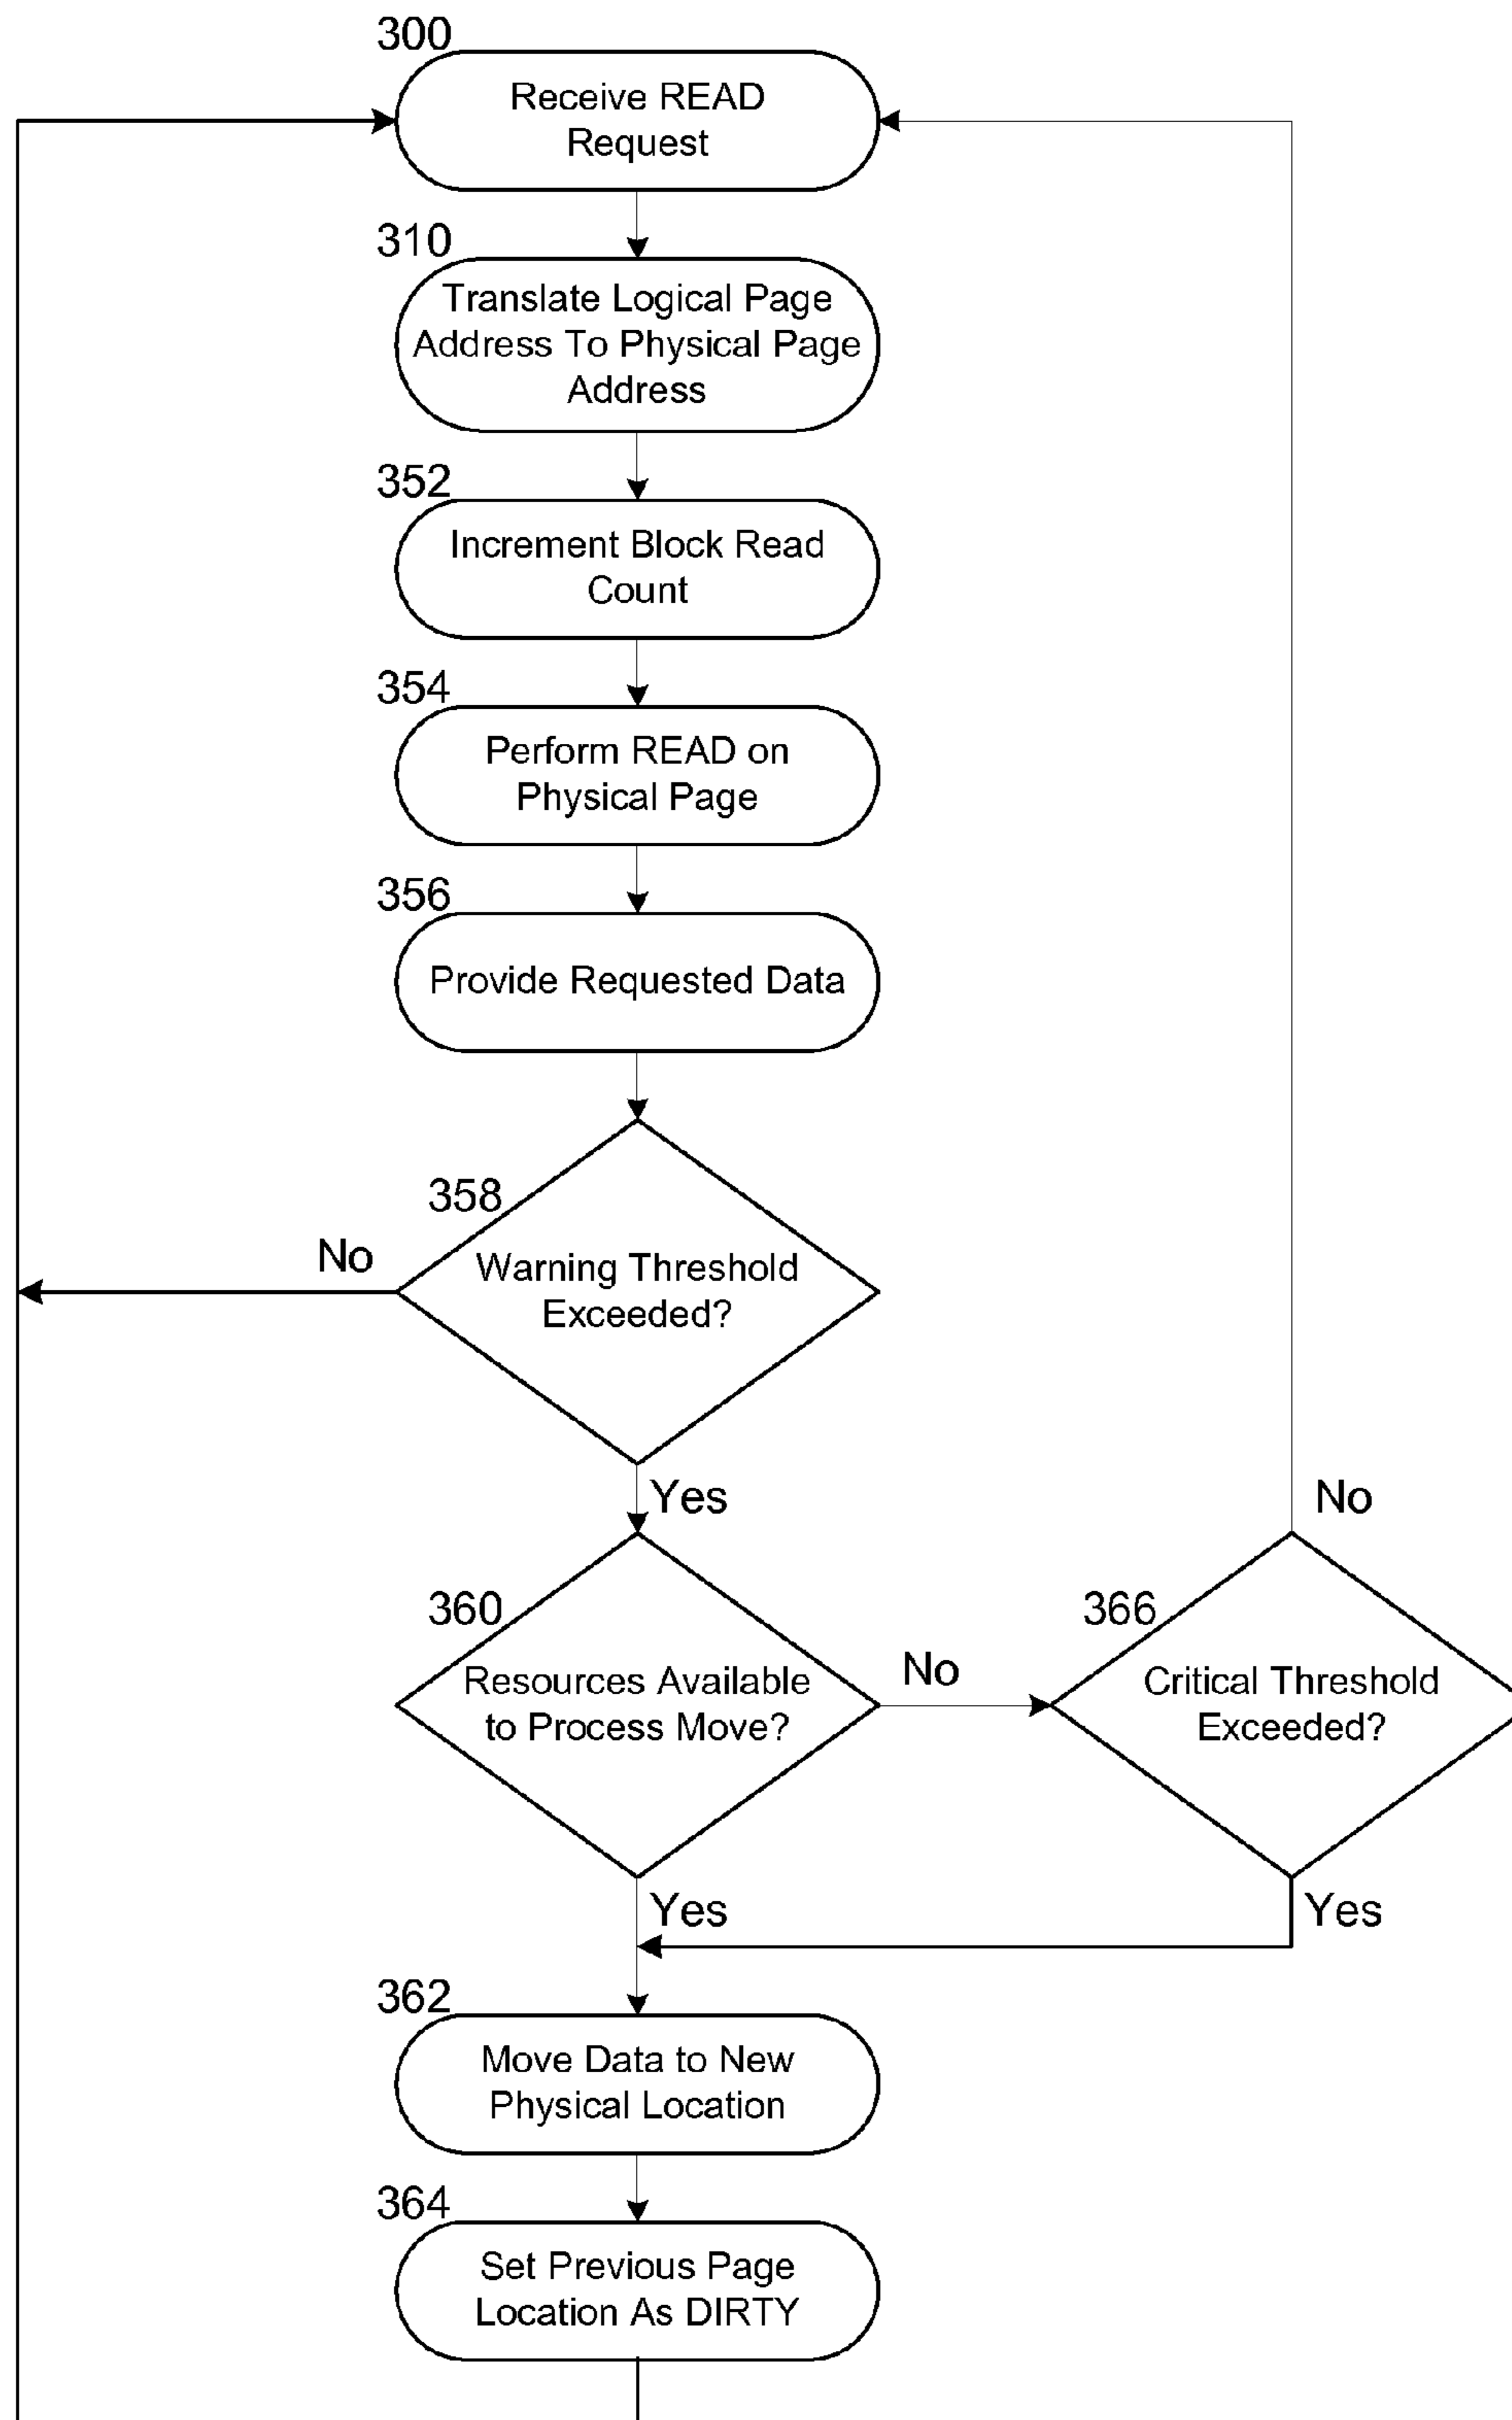 300
Receive READ
Request
310
Translate Logical Page
Address To Physical Page
Address
352
Increment Block Read
Count
354
Perform READ on
Physical Page
356
Provide Requested Data
358
No
Warning Threshold
Exceeded?
Yes
No
360
366
No
Resources Available
to Process Move?
Critical Threshold
Exceeded?
Yes
Yes
362
Move Data to New
Physical Location
364
Set Previous Page
Location As DIRTY